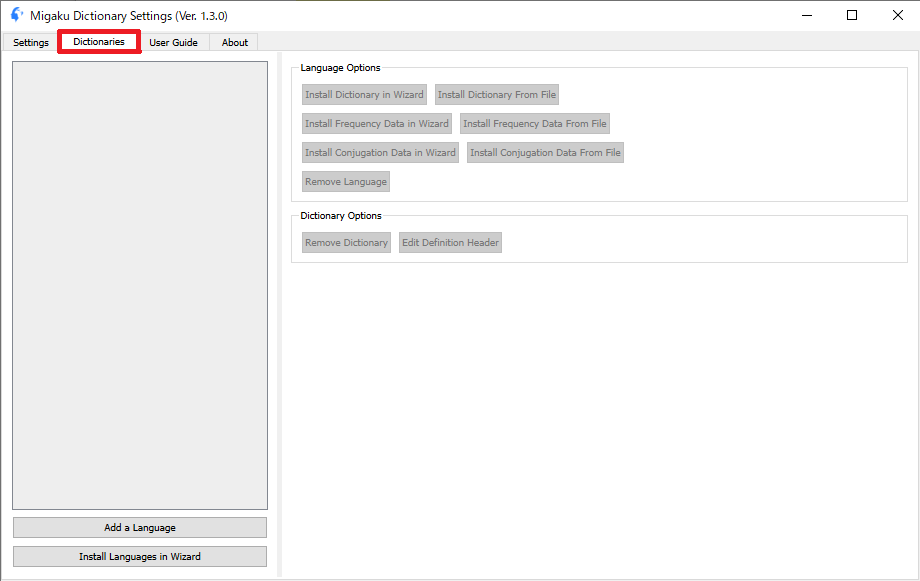 Migaku Dictionary Settings (Ver. 1.3.0)
Settings Dictionaries User Guide About
Language Options
Install Dictionary in Wizard Install Dictionary From File
Install Frequency Data in Wizard Install Frequency Data From File
Install Conjugation Data in Wizard Install Conjugation Data From File
Remove Language
Dictionary Options
Remove Dictionary Edit Definition Header
Add a Language
Install Languages in Wizard